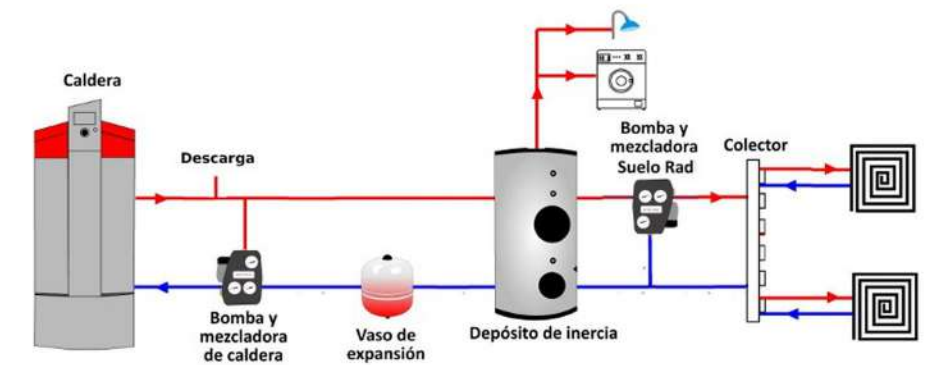 Caldera
Descarga
Bomba y
mezcladora
Suelo Rad
Colector
Bomba y
mezcladora
de caldera
Vaso de
expansión
Depósito de inercia